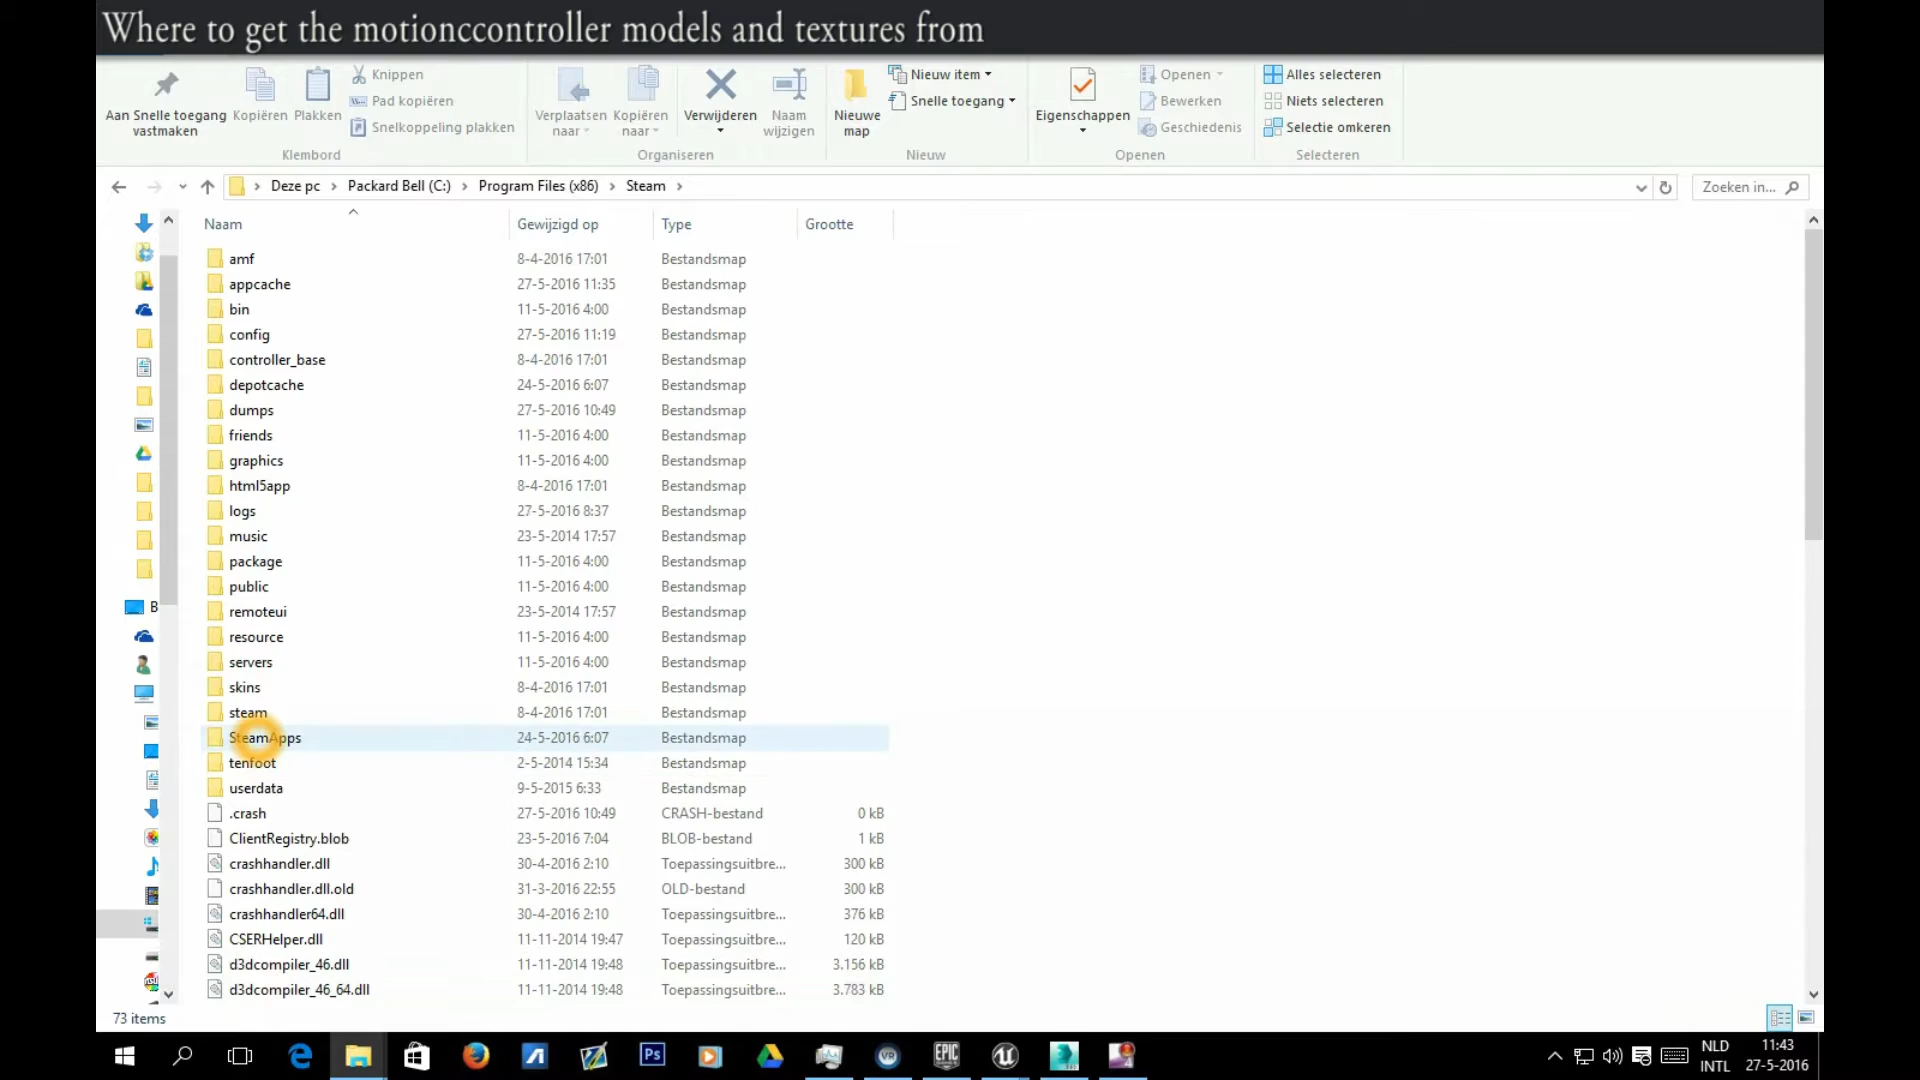 Where to get the motionccontroller models and textures from
Aan Snelle toegang vastmaken
Kopiëren
Plakken
Knippen
Pad kopiëren
Snelkoppeling plakken
Klembord
Verplaatsen naar
Kopiëren naar
Verwijderen
Naam wijzigen
Organiseren
Nieuwe map
Nieuw item
Snelle toegang
Nieuw
Eigenschappen
Openen
Bewerken
Geschiedenis
Openen
Alles selecteren
Niets selecteren
Selectie omkeren
Selecteren
Deze pc > Packard Bell (C:) > Program Files (x86) > Steam >
Zoeken in...
Naam Gewijzigd op Type Grootte
amf 8-4-2016 17:01 Bestandsmap
appcache 27-5-2016 11:35 Bestandsmap
bin 11-5-2016 4:00 Bestandsmap
config 27-5-2016 11:19 Bestandsmap
controller_base 8-4-2016 17:01 Bestandsmap
depotcache 24-5-2016 6:07 Bestandsmap
dumps 27-5-2016 10:49 Bestandsmap
friends 11-5-2016 4:00 Bestandsmap
graphics 11-5-2016 4:00 Bestandsmap
html5app 8-4-2016 17:01 Bestandsmap
logs 27-5-2016 8:37 Bestandsmap
music 23-5-2014 17:57 Bestandsmap
package 11-5-2016 4:00 Bestandsmap
public 11-5-2016 4:00 Bestandsmap
remoteui 23-5-2014 17:57 Bestandsmap
resource 11-5-2016 4:00 Bestandsmap
servers 11-5-2016 4:00 Bestandsmap
skins 8-4-2016 17:01 Bestandsmap
steam 8-4-2016 17:01 Bestandsmap
SteamApps 24-5-2016 6:07 Bestandsmap
tenfoot 2-5-2014 15:34 Bestandsmap
userdata 9-5-2015 6:33 Bestandsmap
.crash 27-5-2016 10:49 CRASH-bestand 0 kB
ClientRegistry.blob 23-5-2016 7:04 BLOB-bestand 1 kB
crashhandler.dll 30-4-2016 2:10 Toepassingsuitbre... 300 kB
crashhandler.dll.old 31-3-2016 22:55 OLD-bestand 300 kB
crashhandler64.dll 30-4-2016 2:10 Toepassingsuitbre... 376 kB
CSERHelper.dll 11-11-2014 19:47 Toepassingsuitbre... 120 kB
d3dcompiler_46.dll 11-11-2014 19:48 Toepassingsuitbre... 3.156 kB
d3dcompiler_46_64.dll 11-11-2014 19:48 Toepassingsuitbre... 3.783 kB
B
73 items
Ps
VR
EPIC
NLD
INTL
11:43
27-5-2016